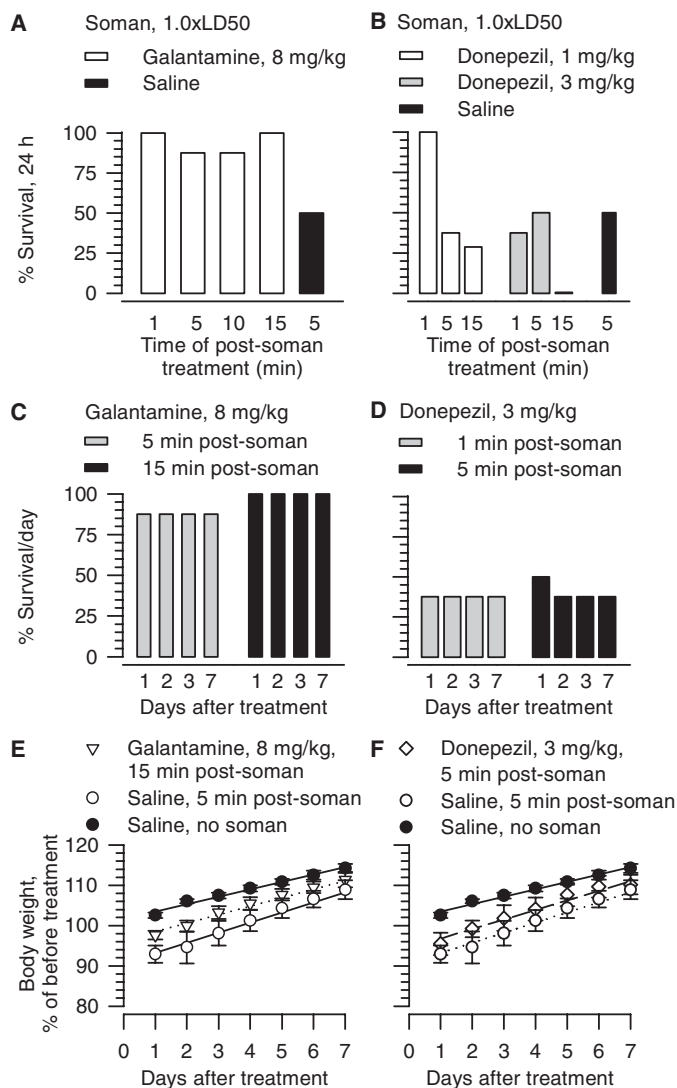 A Soman, 1.0xLD50
Galantamine, 8 mg/kg
Saline
% Survival, 24 h
100
75
50
25
0
1 5 10 15 5
Time of post-soman
treatment (min)
B Soman, 1.0xLD50
Donepezil, 1 mg/kg
Donepezil, 3 mg/kg
Saline
1 5 15 1 5 15 5
Time of post-soman
treatment (min)
C Galantamine, 8 mg/kg
5 min post-soman
15 min post-soman
% Survival/day
100
75
50
25
0
1 2 3 7 1 2 3 7
Days after treatment
D Donepezil, 3 mg/kg
1 min post-soman
5 min post-soman
1 2 3 7 1 2 3 7
Days after treatment
E Galantamine, 8 mg/kg,
15 min post-soman
Saline, 5 min post-soman
Saline, no soman
Body weight,
% of before treatment
120
110
100
90
80
0 1 2 3 4 5 6 7
Days after treatment
F Donepezil, 3 mg/kg,
5 min post-soman
Saline, 5 min post-soman
Saline, no soman
0 1 2 3 4 5 6 7
Days after treatment